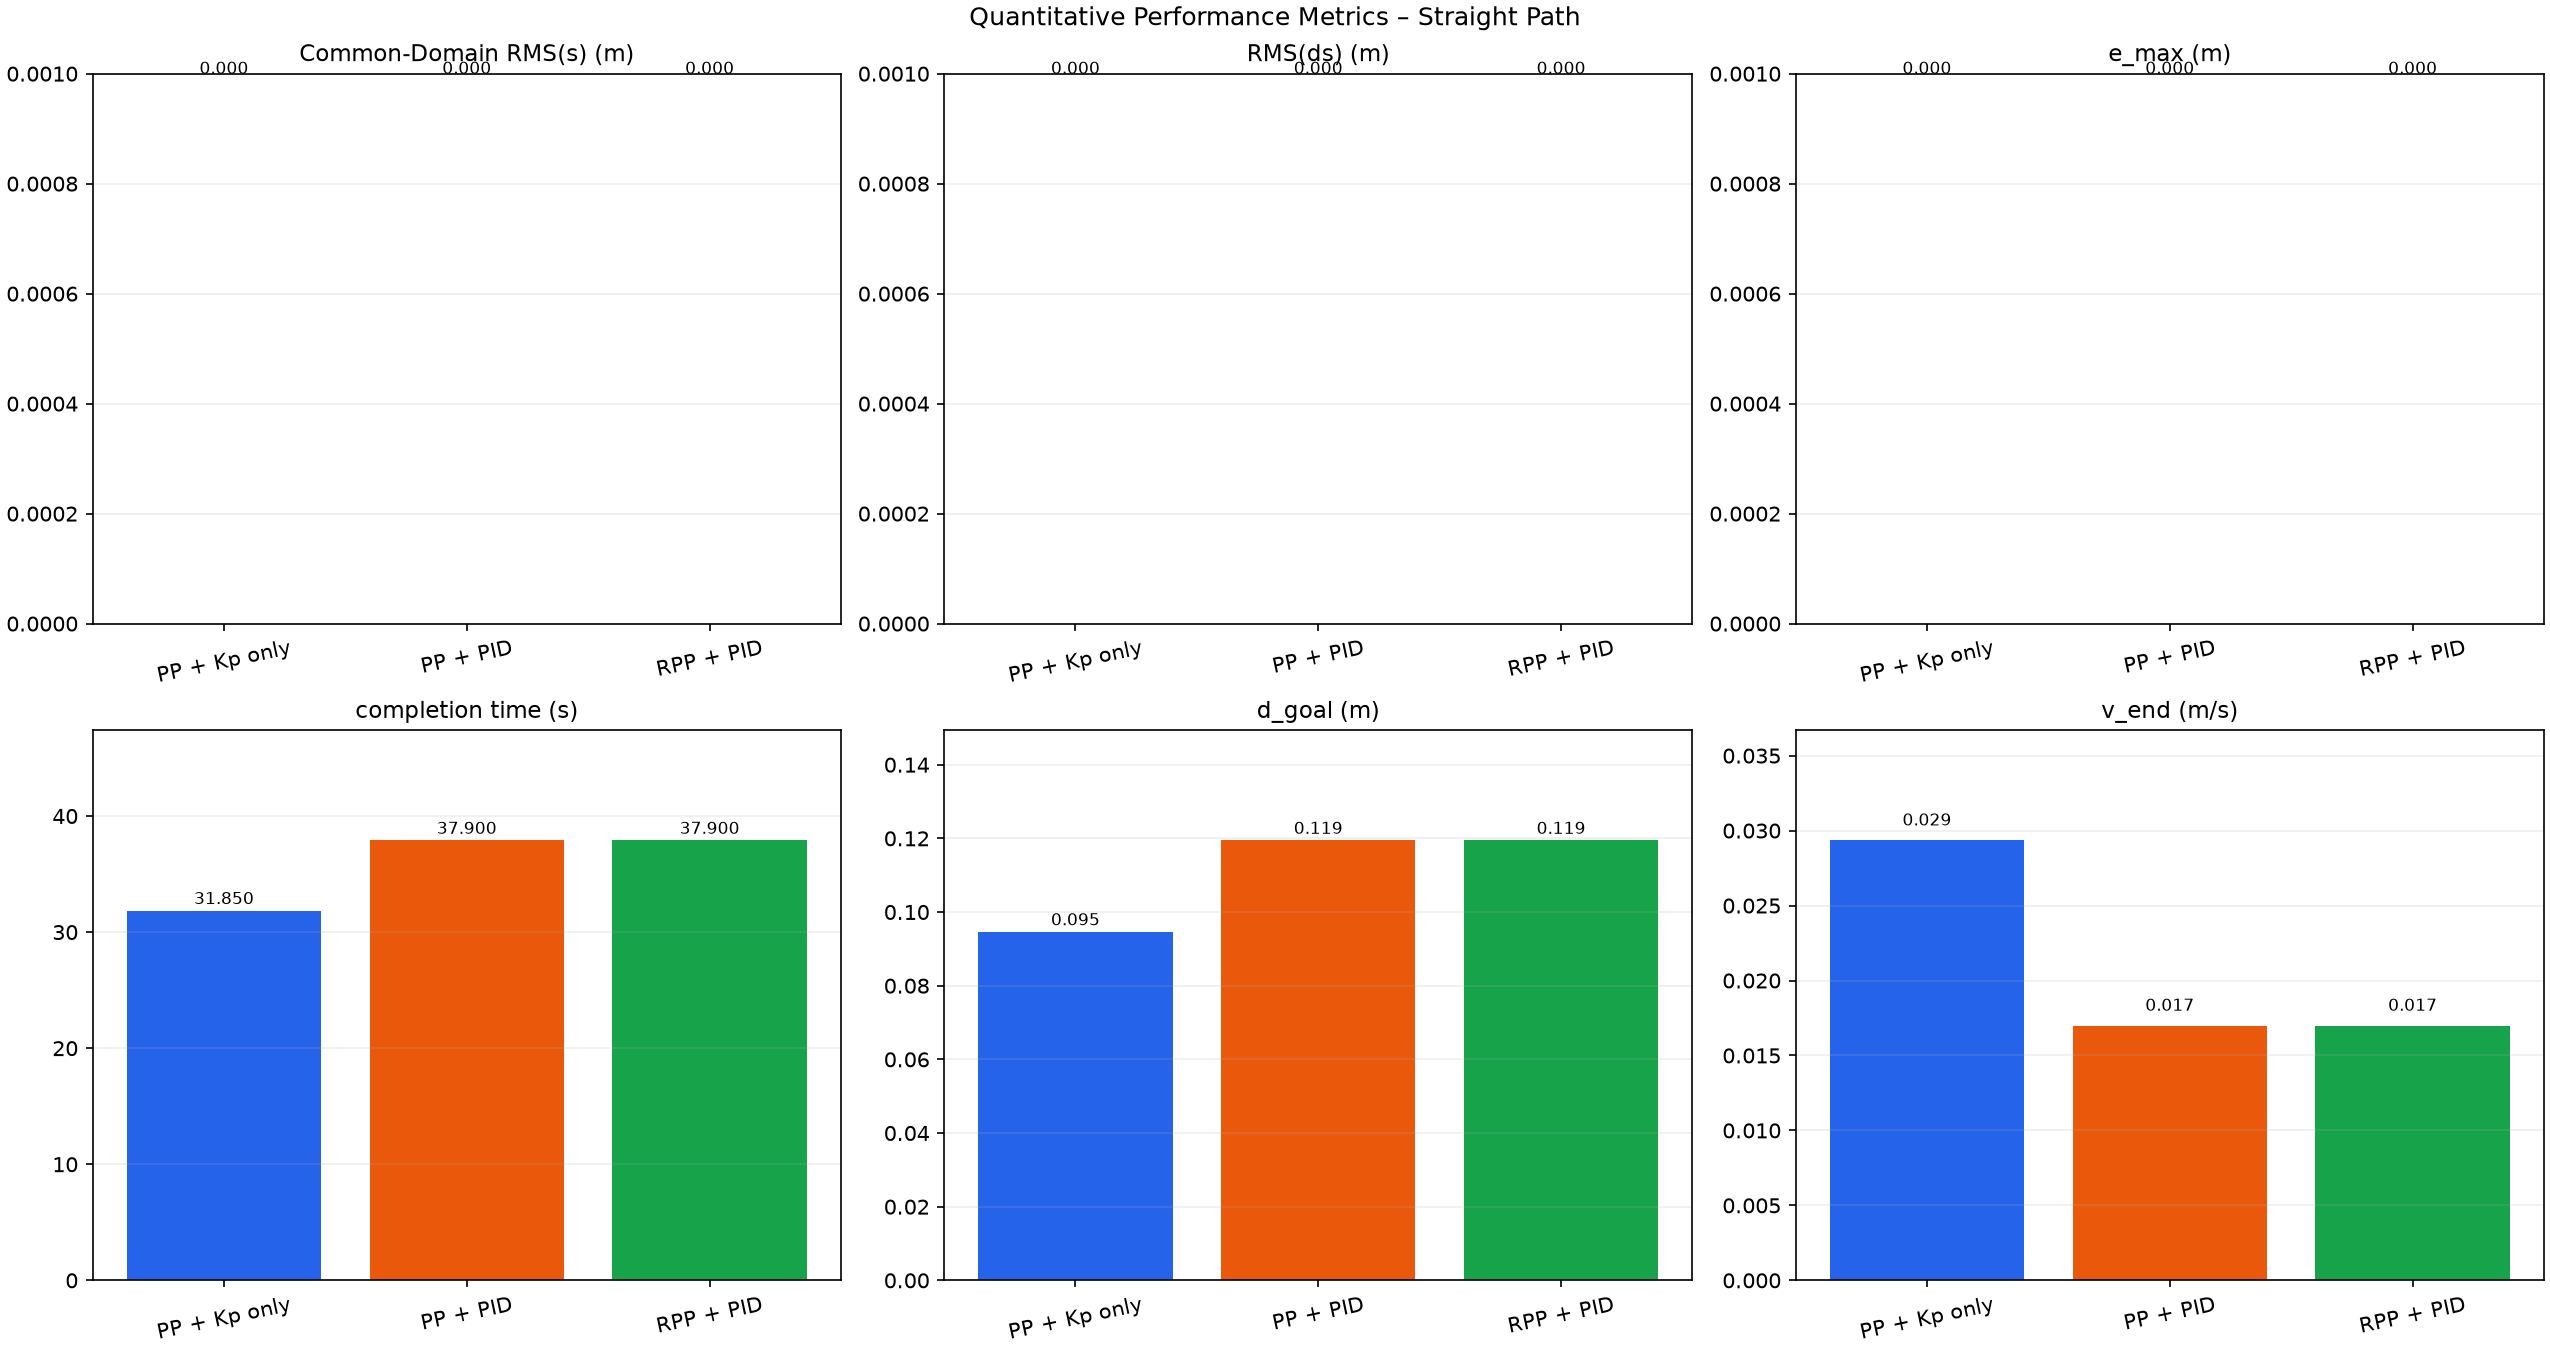 Quantitative Performance Metrics – Straight Path
Common-Domain RMS(s) (m)
0.000 0.000 0.000
0.0010
0.0008
0.0006
0.0004
0.0002
0.0000
PP + Kp only PP + PID RPP + PID
RMS(ds) (m)
0.000 0.000 0.000
0.0010
0.0008
0.0006
0.0004
0.0002
0.0000
PP + Kp only PP + PID RPP + PID
e_max (m)
0.000 0.000 0.000
0.0010
0.0008
0.0006
0.0004
0.0002
0.0000
PP + Kp only PP + PID RPP + PID
completion time (s)
40
30
20
10
0
31.850 37.900 37.900
PP + Kp only PP + PID RPP + PID
d_goal (m)
0.14
0.12
0.10
0.08
0.06
0.04
0.02
0.00
0.095 0.119 0.119
PP + Kp only PP + PID RPP + PID
v_end (m/s)
0.035
0.030
0.025
0.020
0.015
0.010
0.005
0.000
0.029 0.017 0.017
PP + Kp only PP + PID RPP + PID